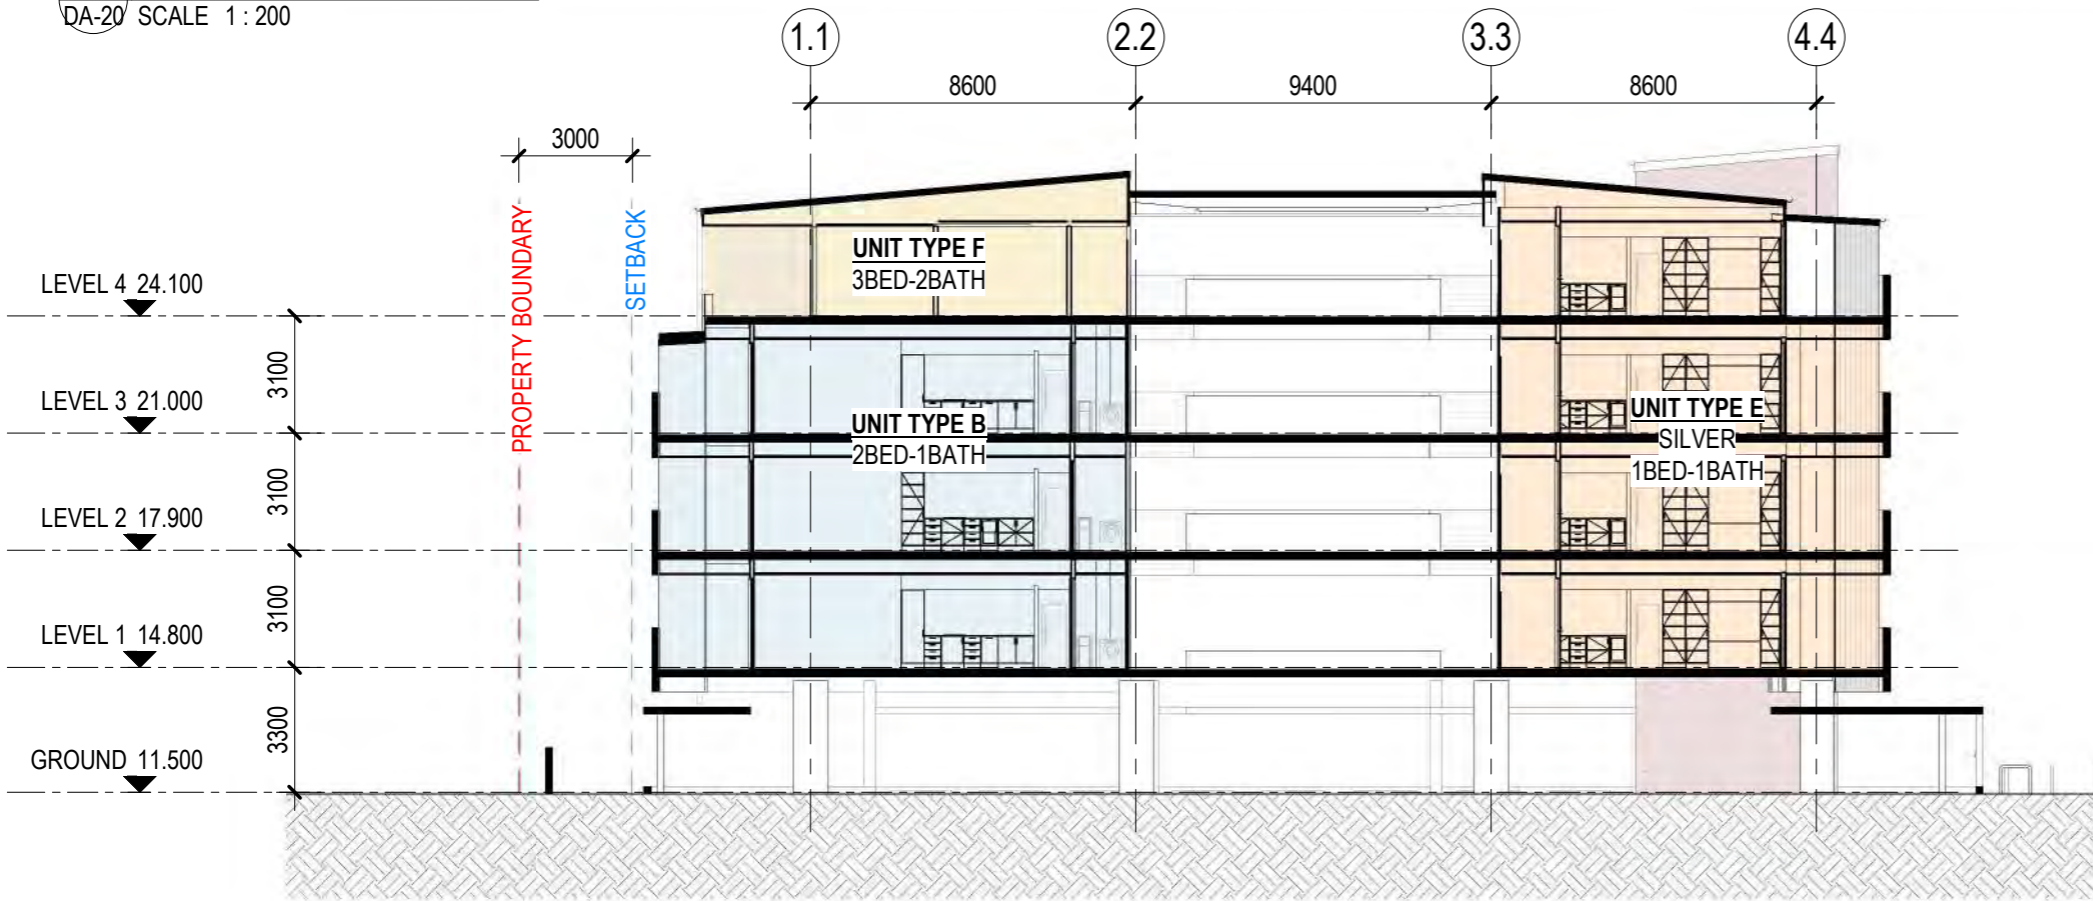 DA-20 SCALE 1 : 200
1.1 2.2 3.3 4.4
8600 9400 8600
3000
PROPERTY BOUNDARY
SETBACK
UNIT TYPE F
3BED-2BATH
LEVEL 4 24.100
3100
LEVEL 3 21.000
UNIT TYPE B
2BED-1BATH
UNIT TYPE E
SILVER
1BED-1BATH
3100
LEVEL 2 17.900
3100
LEVEL 1 14.800
3300
GROUND 11.500